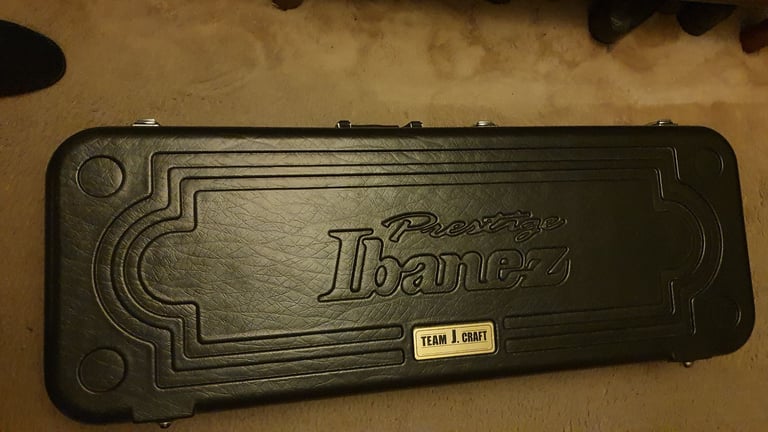 Prestige
Ibanez
TEAM J. CRAFT